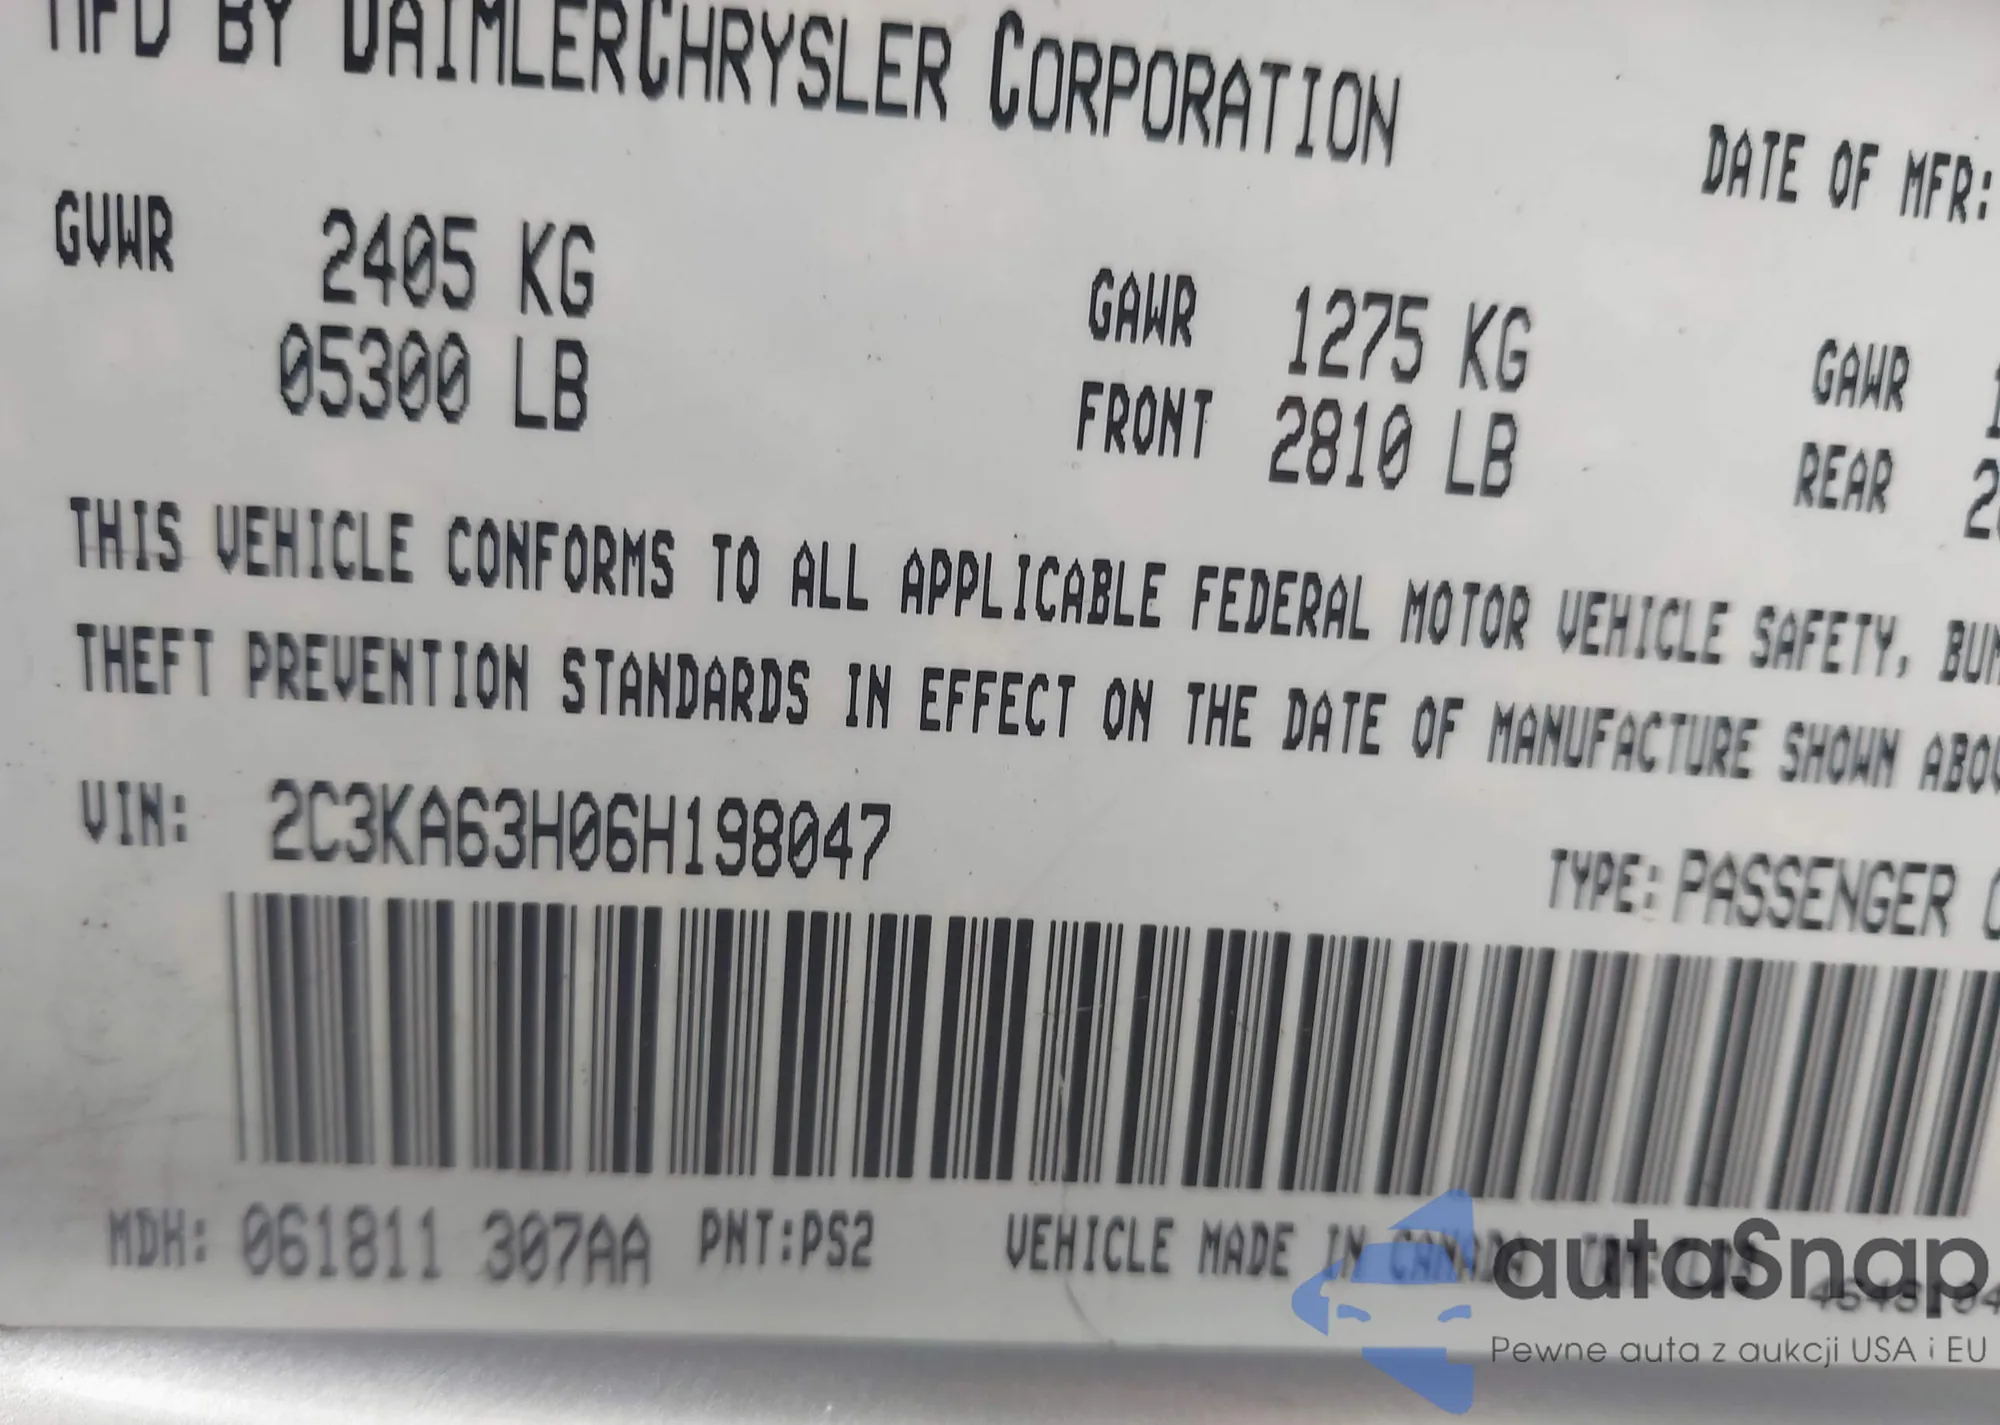 MFD BY DAIMLERCHRYSLER CORPORATION
DATE OF MFR:
GVWR 2405 KG
05300 LB
GAWR 1275 KG
FRONT 2810 LB
GAWR
REAR
THIS VEHICLE CONFORMS TO ALL APPLICABLE FEDERAL MOTOR VEHICLE SAFETY,
THEFT PREVENTION STANDARDS IN EFFECT ON THE DATE OF MANUFACTURE SHOWN
VIN: 2C3KA63H06H198047
TYPE: PASSENGER
MDH: 061811 307AA PNT:PS2 VEHICLE MADE IN CANADA
autaSnap
Pewne auta z aukcji USA i EU